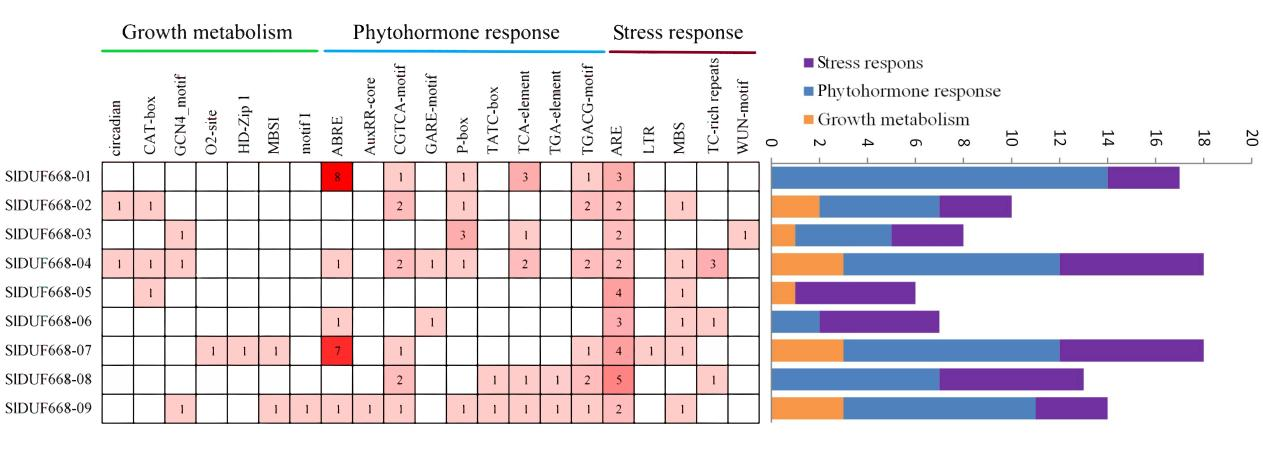 Growth metabolism Phytohormone response Stress response
Stress respons
Phytohormone response
Growth metabolism
circadian CAT-box GCN4_motif O2-site HD-Zip 1 MBSI motif I ABRE AuxRR-core CGTCA-motif GARE-motif P-box TATC-box TCA-element TGA-element TGACG-motif ARE LTR MBS TC-rich repeats WUN-motif
0 2 4 6 8 10 12 14 16 18 20
SlDUF668-01 8 1 1 3 1 3
SlDUF668-02 1 1 2 1 2 2 1
SlDUF668-03 1 3 1 2 1
SlDUF668-04 1 1 1 1 2 1 1 2 2 2 1 3
SlDUF668-05 1 4 1
SlDUF668-06 1 1 3 1 1
SlDUF668-07 1 1 1 7 1 1 4 1 1
SlDUF668-08 2 1 1 1 2 5 1
SlDUF668-09 1 1 1 1 1 1 1 1 1 1 1 2 1